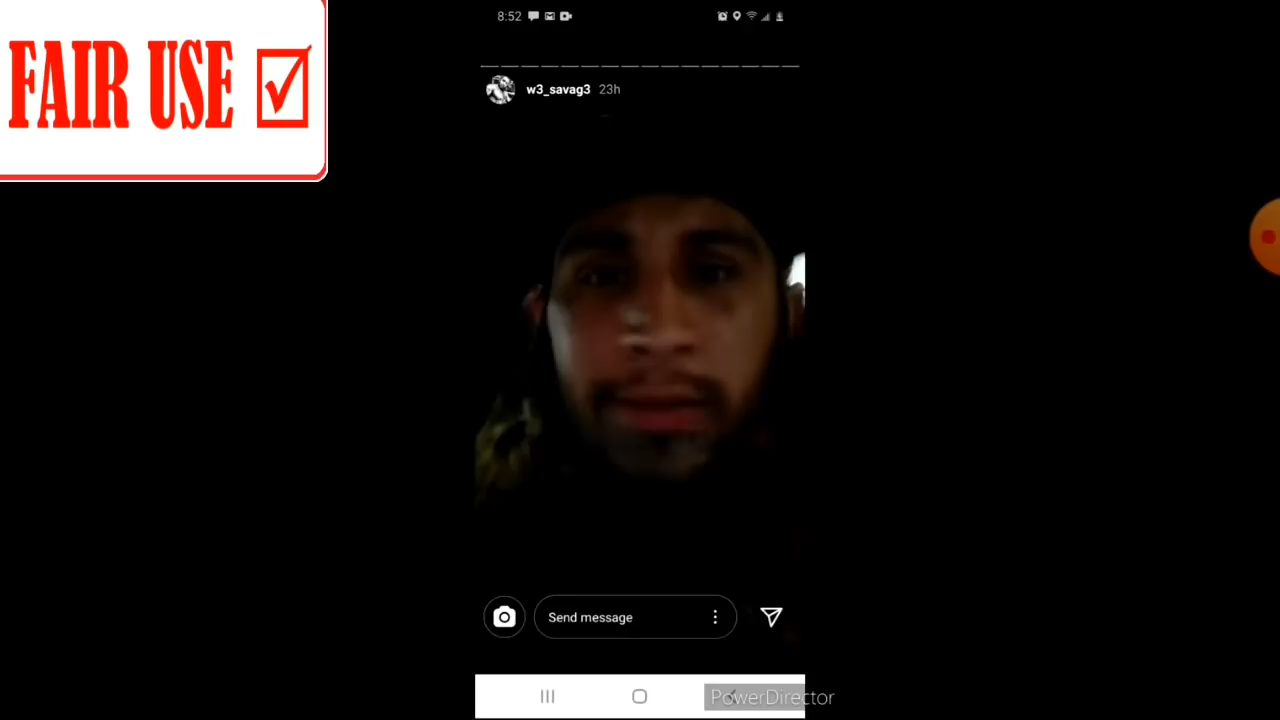 FAIR USE
8:52
w3_savag3 23h
Send message
PowerDirector